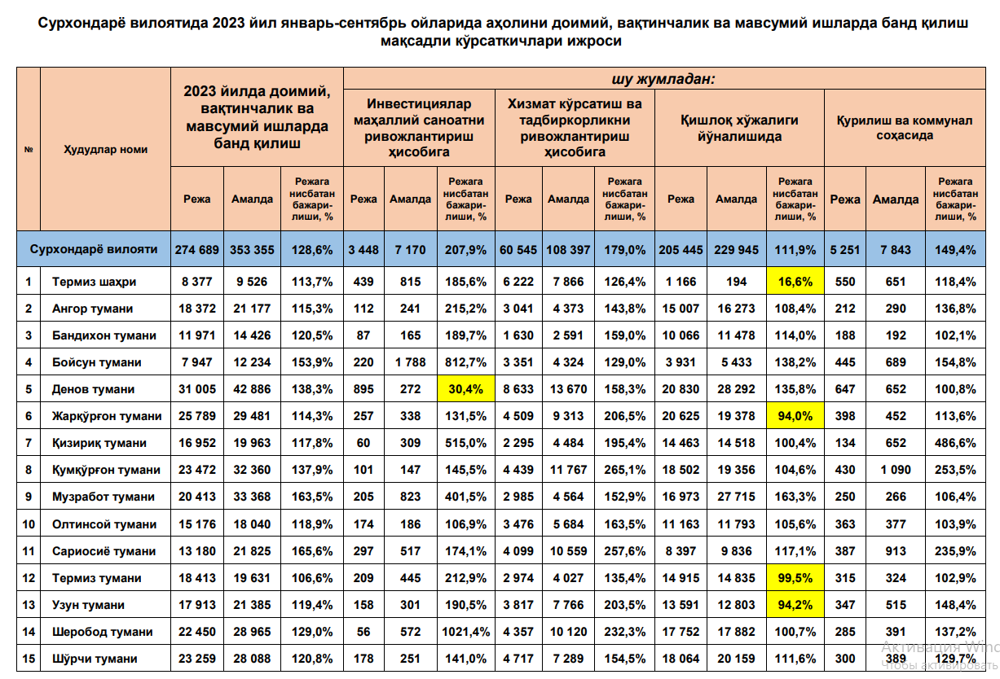 Сурхондарё вилоятида 2023 йил январь-сентябрь ойларида аҳолини доимий, вақтинчалик ва мавсумий ишларда банд қилиш
мақсадли кўрсаткичлари ижроси
№ Ҳудудлар номи
2023 йилда доимий,
вақтинчалик ва
мавсумий ишларда
банд қилиш
шу жумладан:
Инвестициялар
маҳаллий саноатни
ривожлантириш
ҳисобига
Хизмат кўрсатиш ва
тадбиркорликни
ривожлантириш
ҳисобига
Қишлоқ хўжалиги
йўналишида
Қурилиш ва коммунал
соҳасида
Режа Амалда
Режага
нисбатан
бажари-
лиши, %
Режа Амалда
Режага
нисбатан
бажари-
лиши, %
Режа Амалда
Режага
нисбатан
бажари-
лиши, %
Режа Амалда
Режага
нисбатан
бажари-
лиши, %
Режа Амалда
Режага
нисбатан
бажари-
лиши, %
Сурхондарё вилояти 274 689 353 355 128,6% 3 448 7 170 207,9% 60 545 108 397 179,0% 205 445 229 945 111,9% 5 251 7 843 149,4%
1 Термиз шаҳри 8 377 9 526 113,7% 439 815 185,6% 6 222 7 866 126,4% 1 166 194 16,6% 550 651 118,4%
2 Ангор тумани 18 372 21 177 115,3% 112 241 215,2% 3 041 4 373 143,8% 15 007 16 273 108,4% 212 290 136,8%
3 Бандихон тумани 11 971 14 426 120,5% 87 165 189,7% 1 630 2 591 159,0% 10 066 11 478 114,0% 188 192 102,1%
4 Бойсун тумани 7 947 12 234 153,9% 220 1 788 812,7% 3 351 4 324 129,0% 3 931 5 433 138,2% 445 689 154,8%
5 Денов тумани 31 005 42 886 138,3% 895 272 30,4% 8 633 13 670 158,3% 20 830 28 292 135,8% 647 652 100,8%
6 Жарқўрғон тумани 25 789 29 481 114,3% 257 338 131,5% 4 509 9 313 206,5% 20 625 19 378 94,0% 398 452 113,6%
7 Қизириқ тумани 16 952 19 963 117,8% 60 309 515,0% 2 295 4 484 195,4% 14 463 14 518 100,4% 134 652 486,6%
8 Қумқўрғон тумани 23 472 32 360 137,9% 101 147 145,5% 4 439 11 767 265,1% 18 502 19 356 104,6% 430 1 090 253,5%
9 Музработ тумани 20 413 33 368 163,5% 205 823 401,5% 2 985 4 564 152,9% 16 973 27 715 163,3% 250 266 106,4%
10 Олтинсой тумани 15 176 18 040 118,9% 174 186 106,9% 3 476 5 684 163,5% 11 163 11 793 105,6% 363 377 103,9%
11 Сариосиё тумани 13 180 21 825 165,6% 297 517 174,1% 4 099 10 559 257,6% 8 397 9 836 117,1% 387 913 235,9%
12 Термиз тумани 18 413 19 631 106,6% 209 445 212,9% 2 974 4 027 135,4% 14 915 14 835 99,5% 315 324 102,9%
13 Узун тумани 17 913 21 385 119,4% 158 301 190,5% 3 817 7 766 203,5% 13 591 12 803 94,2% 347 515 148,4%
14 Шеробод тумани 22 450 28 965 129,0% 56 572 1021,4% 4 357 10 120 232,3% 17 752 17 882 100,7% 285 391 137,2%
15 Шўрчи тумани 23 259 28 088 120,8% 178 251 141,0% 4 717 7 289 154,5% 18 064 20 159 111,6% 300 389 129,7%
Активация Wind
Чтобы активировать